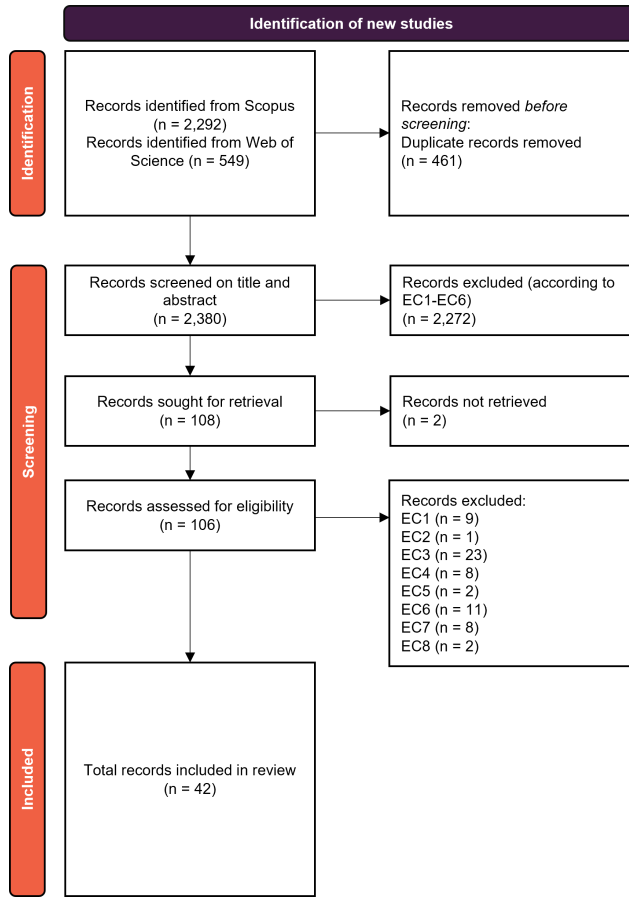 Identification of new studies
Identification
Records identified from Scopus
(n = 2,292)
Records identified from Web of
Science (n = 549)
Records removed before
screening:
Duplicate records removed
(n = 461)
Screening
Records screened on title and
abstract
(n = 2,380)
Records excluded (according to
EC1-EC6)
(n = 2,272)
Records sought for retrieval
(n = 108)
Records not retrieved
(n = 2)
Records assessed for eligibility
(n = 106)
Records excluded:
EC1 (n = 9)
EC2 (n = 1)
EC3 (n = 23)
EC4 (n = 8)
EC5 (n = 2)
EC6 (n = 11)
EC7 (n = 8)
EC8 (n = 2)
Included
Total records included in review
(n = 42)